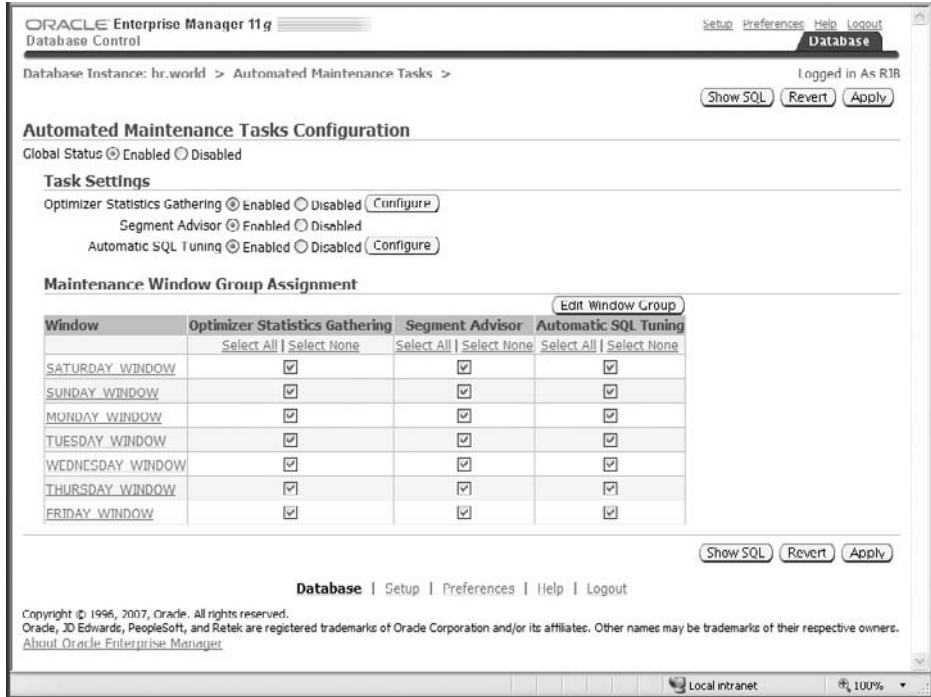 ORACLE Enterprise Manager 11g
Database Control
Setup Preferences Help Logout
Database
Database Instance: hr.world > Automated Maintenance Tasks >
Logged in As RJB
Show SQL Revert Apply
Automated Maintenance Tasks Configuration
Global Status Enabled Disabled
Task Settings
Optimizer Statistics Gathering Enabled Disabled Configure
Segment Advisor Enabled Disabled
Automatic SQL Tuning Enabled Disabled Configure
Maintenance Window Group Assignment
Edit Window Group
Window Optimizer Statistics Gathering Segment Advisor Automatic SQL Tuning
Select All | Select None Select All | Select None Select All | Select None
SATURDAY_WINDOW
SUNDAY_WINDOW
MONDAY_WINDOW
TUESDAY_WINDOW
WEDNESDAY_WINDOW
THURSDAY_WINDOW
FRIDAY_WINDOW
Show SQL Revert Apply
Database | Setup | Preferences | Help | Logout
Copyright © 1996, 2007, Oracle. All rights reserved.
Oracle, JD Edwards, PeopleSoft, and Retek are registered trademarks of Oracle Corporation and/or its affiliates. Other names may be trademarks of their respective owners.
About Oracle Enterprise Manager
Local intranet 100%